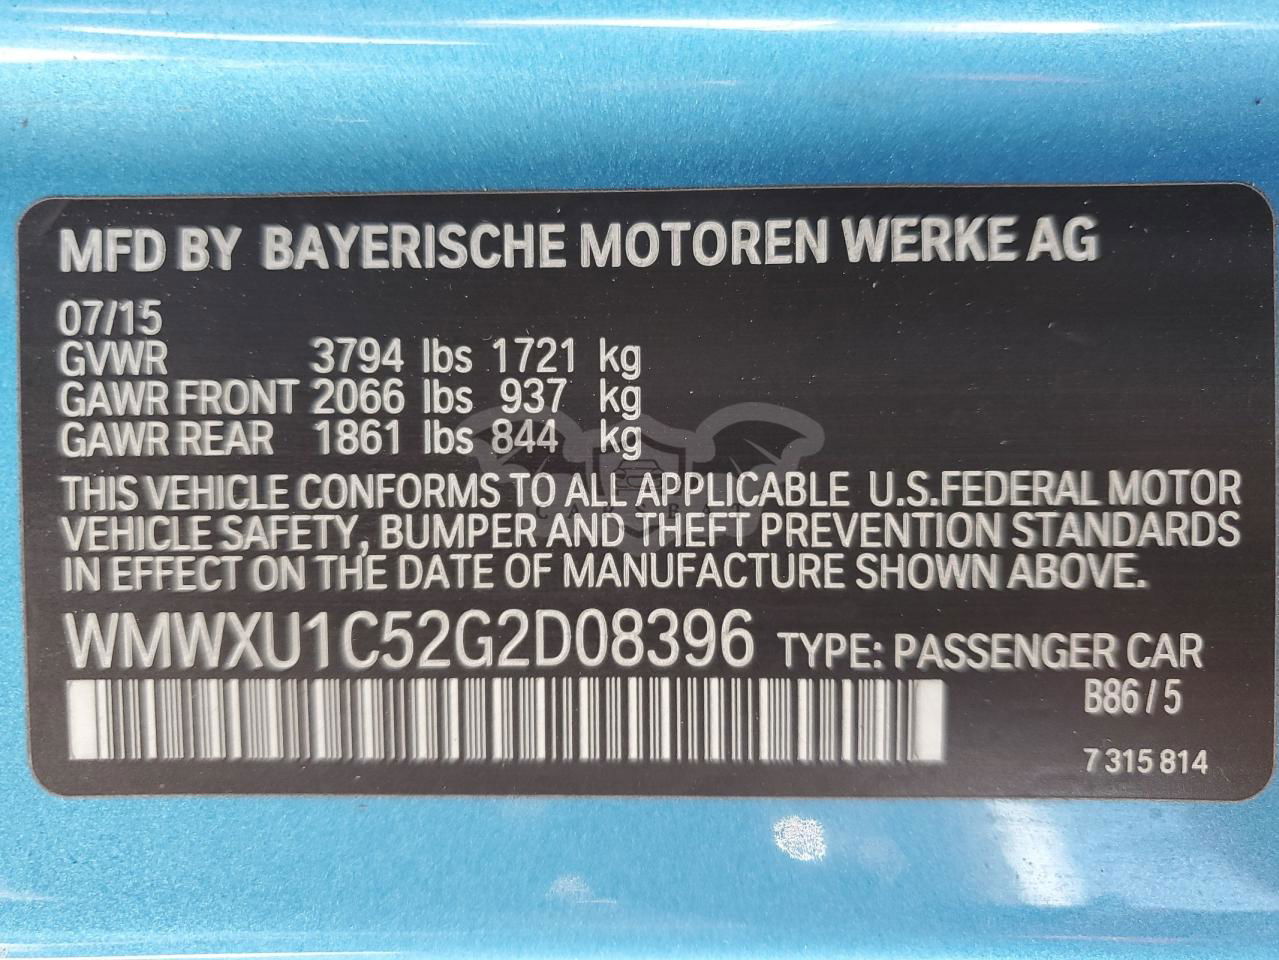 MFD BY BAYERISCHE MOTOREN WERKE AG
07/15
GVWR 3794 lbs 1721 kg
GAWR FRONT 2066 lbs 937 kg
GAWR REAR 1861 lbs 844 kg
THIS VEHICLE CONFORMS TO ALL APPLICABLE U.S.FEDERAL MOTOR
VEHICLE SAFETY, BUMPER AND THEFT PREVENTION STANDARDS
IN EFFECT ON THE DATE OF MANUFACTURE SHOWN ABOVE.
WMWXU1C52G2D08396 TYPE: PASSENGER CAR
B86/5
7 315 814